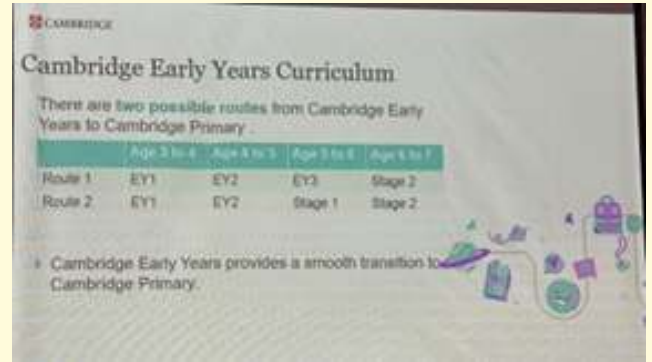 CAMBRIDGE
Cambridge Early Years Curriculum
There are two possible routes from Cambridge Early
Years to Cambridge Primary .
Age 3 to 4 Age 4 to 5 Age 5 to 6 Age 6 to 7
Route 1 EY1 EY2 EY3 Stage 2
Route 2 EY1 EY2 Stage 1 Stage 2
Cambridge Early Years provides a smooth transition to
Cambridge Primary.